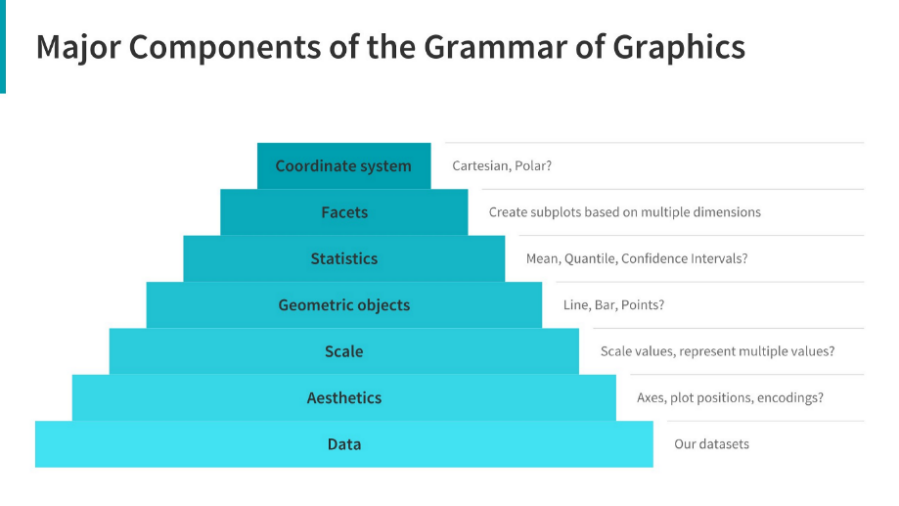 Major Components of the Grammar of Graphics
Coordinate system
Cartesian, Polar?
Facets
Create subplots based on multiple dimensions
Statistics
Mean, Quantile, Confidence Intervals?
Geometric objects
Line, Bar, Points?
Scale
Scale values, represent multiple values?
Aesthetics
Axes, plot positions, encodings?
Data
Our datasets